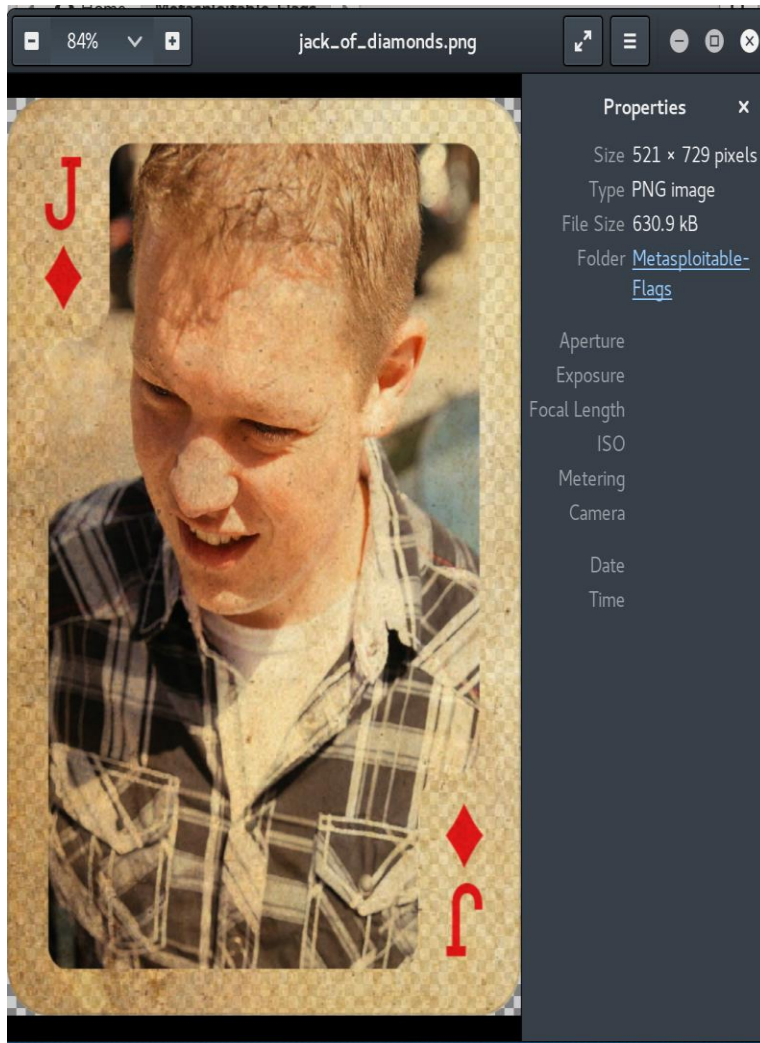 84%
jack_of_diamonds.png
Properties
Size 521 × 729 pixels
Type PNG image
File Size 630.9 kB
Folder Metasploitable-
Flags
Aperture
Exposure
Focal Length
ISO
Metering
Camera
Date
Time
J
J